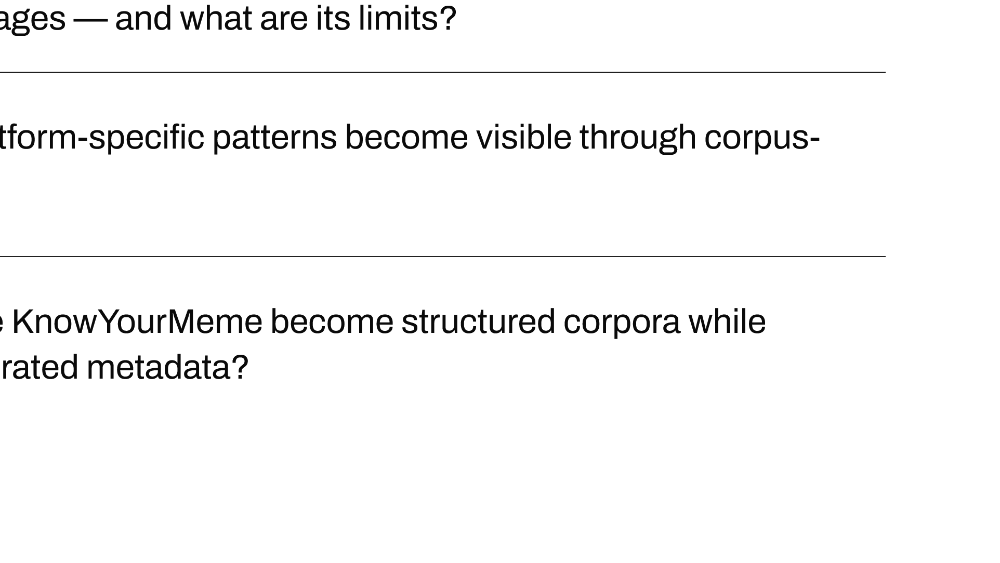 ages — and what are its limits?
tform-specific patterns become visible through corpus-
e KnowYourMeme become structured corpora while
rated metadata?